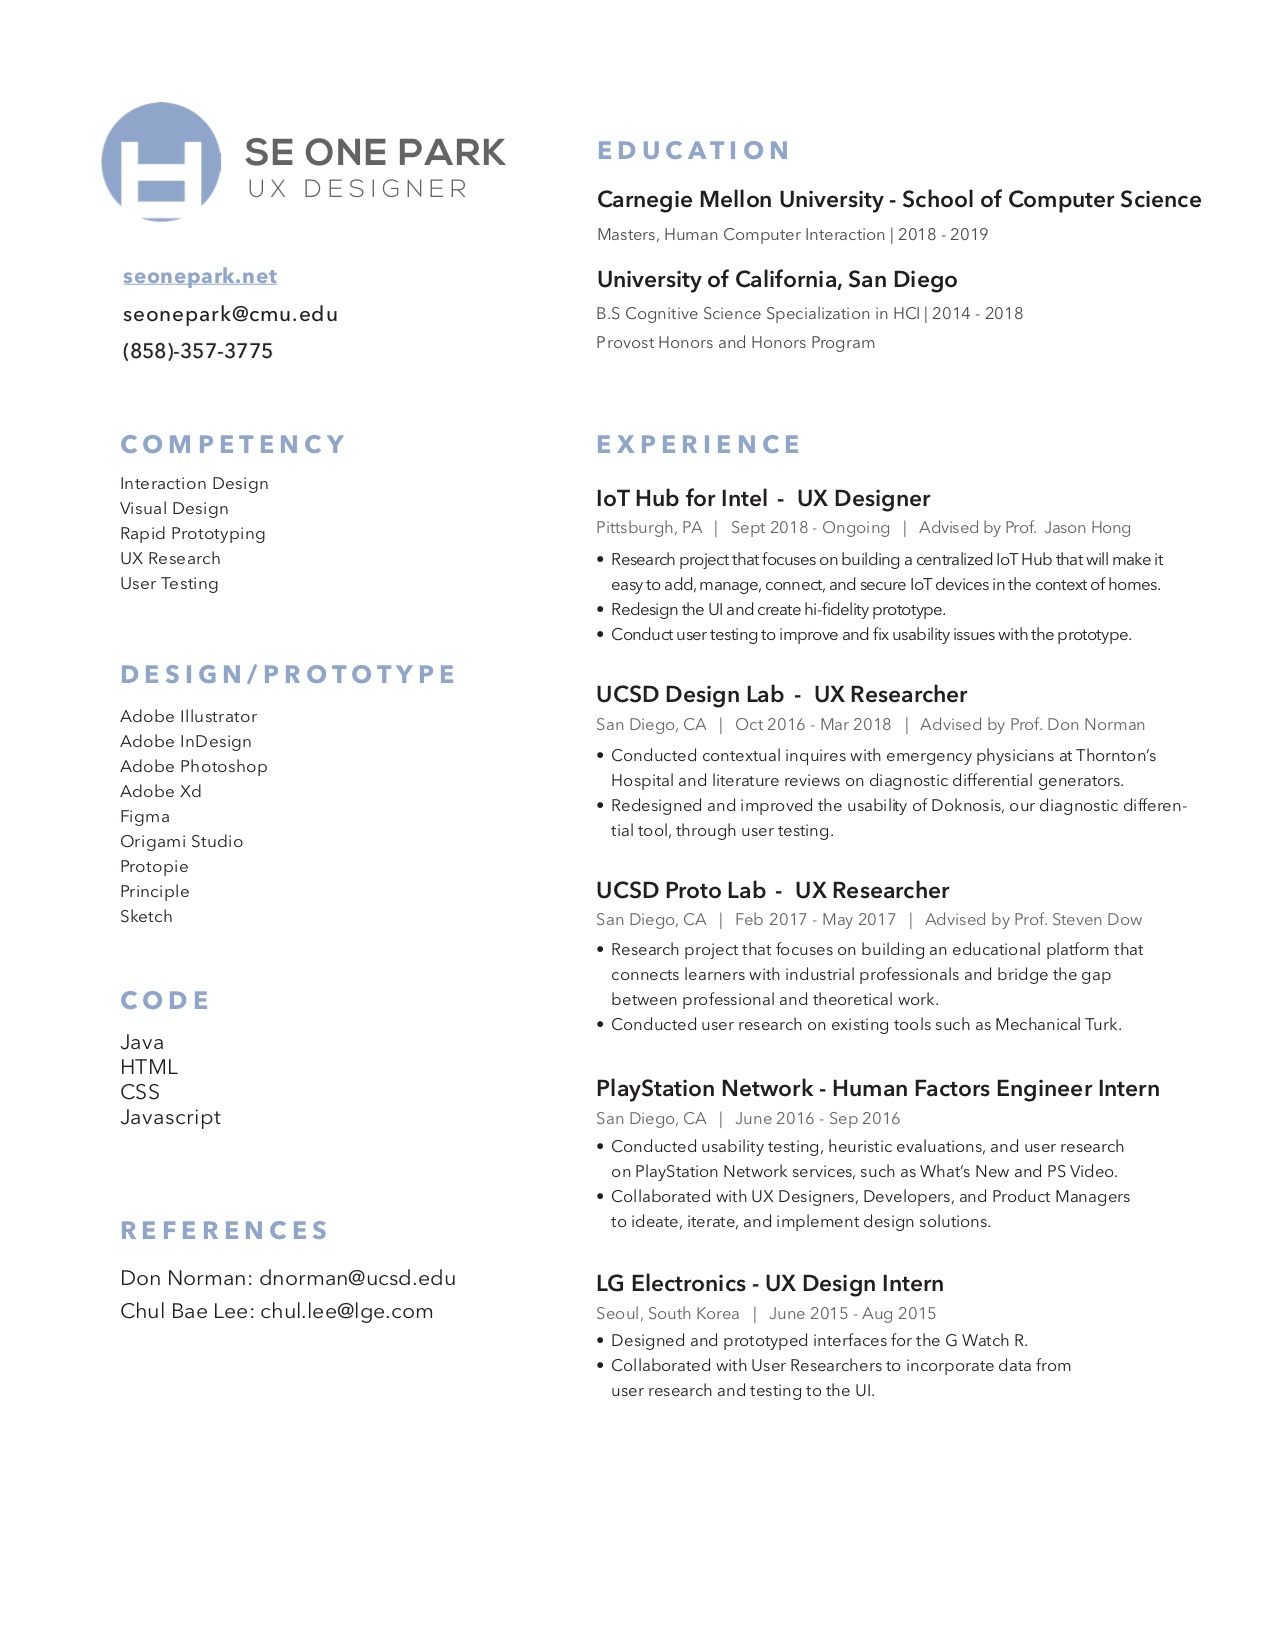 SE ONE PARK
UX DESIGNER
seonepark.net
seonepark@cmu.edu
(858)-357-3775
COMPETENCY
Interaction Design
Visual Design
Rapid Prototyping
UX Research
User Testing
DESIGN/PROTOTYPE
Adobe Illustrator
Adobe InDesign
Adobe Photoshop
Adobe Xd
Figma
Origami Studio
Protopie
Principle
Sketch
CODE
Java
HTML
CSS
Javascript
REFERENCES
Don Norman: dnorman@ucsd.edu
Chul Bae Lee: chul.lee@lge.com
EDUCATION
Carnegie Mellon University - School of Computer Science
Masters, Human Computer Interaction | 2018 - 2019
University of California, San Diego
B.S Cognitive Science Specialization in HCI | 2014 - 2018
Provost Honors and Honors Program
EXPERIENCE
IoT Hub for Intel - UX Designer
Pittsburgh, PA | Sept 2018 - Ongoing | Advised by Prof. Jason Hong
• Research project that focuses on building a centralized IoT Hub that will make it
easy to add, manage, connect, and secure IoT devices in the context of homes.
• Redesign the UI and create hi-fidelity prototype.
• Conduct user testing to improve and fix usability issues with the prototype.
UCSD Design Lab - UX Researcher
San Diego, CA | Oct 2016 - Mar 2018 | Advised by Prof. Don Norman
• Conducted contextual inquires with emergency physicians at Thornton's
Hospital and literature reviews on diagnostic differential generators.
• Redesigned and improved the usability of Doknosis, our diagnostic differen-
tial tool, through user testing.
UCSD Proto Lab - UX Researcher
San Diego, CA | Feb 2017 - May 2017 | Advised by Prof. Steven Dow
• Research project that focuses on building an educational platform that
connects learners with industrial professionals and bridge the gap
between professional and theoretical work.
• Conducted user research on existing tools such as Mechanical Turk.
PlayStation Network - Human Factors Engineer Intern
San Diego, CA | June 2016 - Sep 2016
• Conducted usability testing, heuristic evaluations, and user research
on PlayStation Network services, such as What's New and PS Video.
• Collaborated with UX Designers, Developers, and Product Managers
to ideate, iterate, and implement design solutions.
LG Electronics - UX Design Intern
Seoul, South Korea | June 2015 - Aug 2015
• Designed and prototyped interfaces for the G Watch R.
• Collaborated with User Researchers to incorporate data from
user research and testing to the UI.